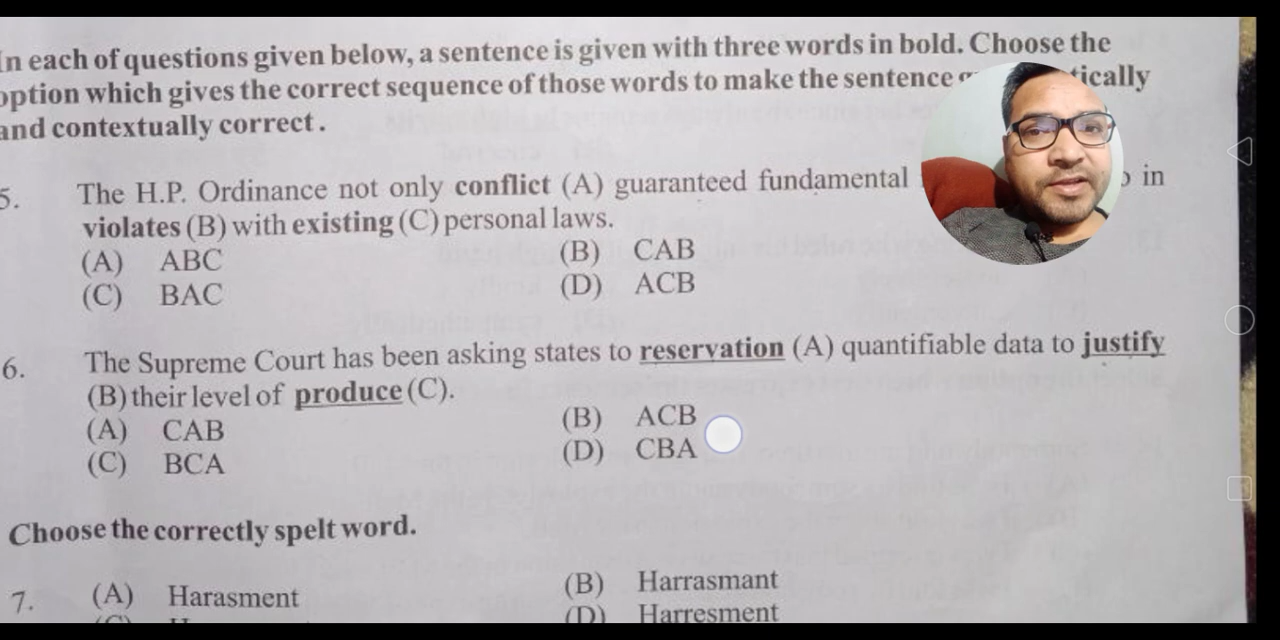 In each of questions given below, a sentence is given with three words in bold. Choose the
option which gives the correct sequence of those words to make the sentence
and contextually correct.
5. The H.P. Ordinance not only conflict (A) guaranteed fundamental in
violates (B) with existing (C) personal laws.
(A) ABC (B) CAB
(C) BAC (D) ACB
6. The Supreme Court has been asking states to reservation (A) quantifiable data to justify
(B) their level of produce (C).
(A) CAB (B) ACB
(C) BCA (D) CBA
Choose the correctly spelt word.
7. (A) Harasment (B) Harrasmant
(D) Harresment